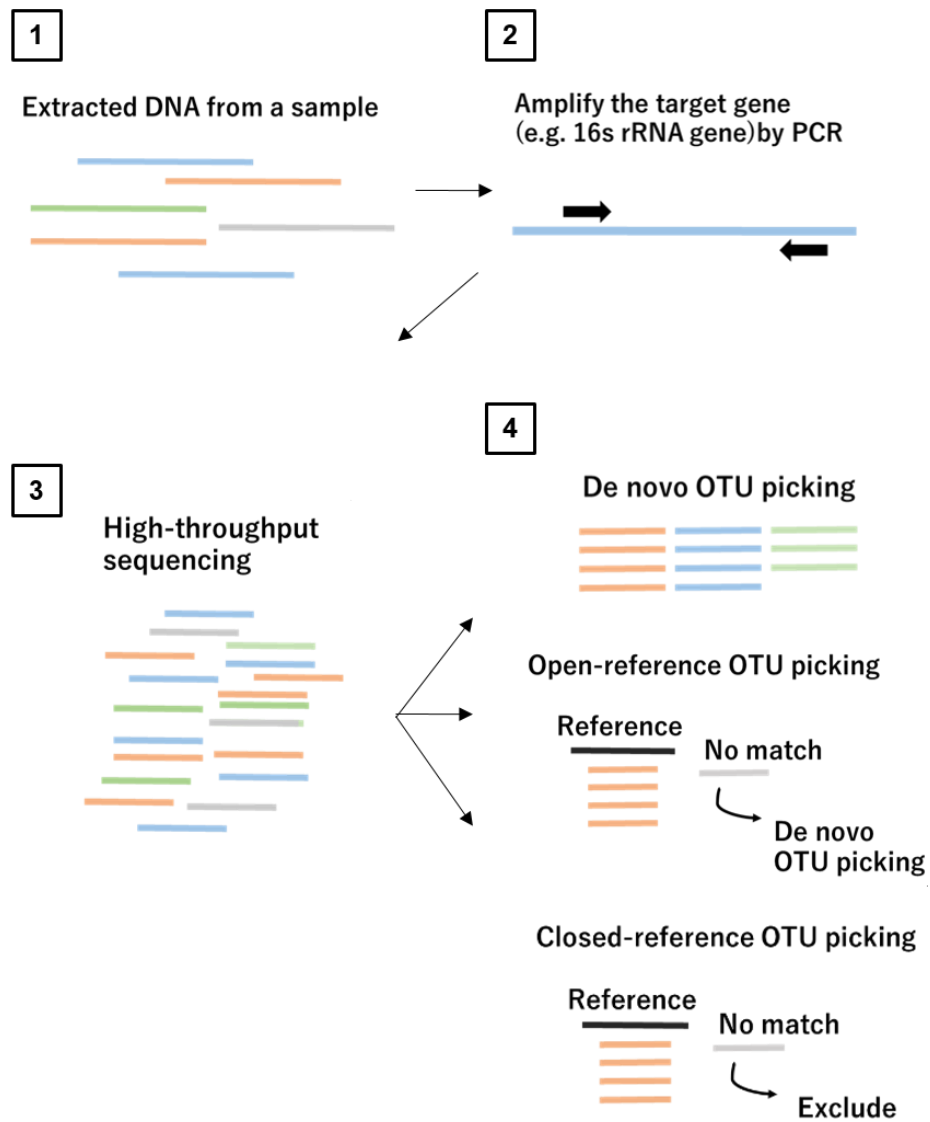 1
Extracted DNA from a sample
2
Amplify the target gene
(e.g. 16s rRNA gene)by PCR
3
High-throughput
sequencing
4
De novo OTU picking
Open-reference OTU picking
Reference
No match
De novo
OTU picking
Closed-reference OTU picking
Reference
No match
Exclude